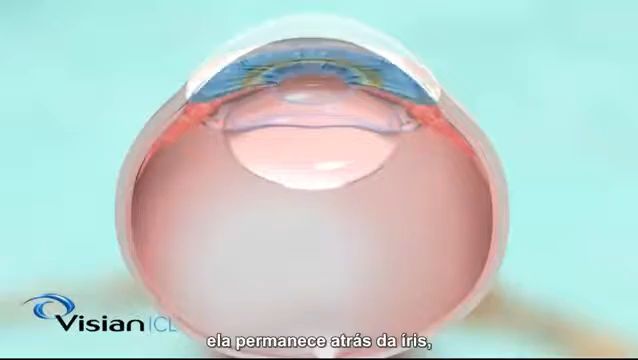 Visian ICL
ela permanece atrás da íris,